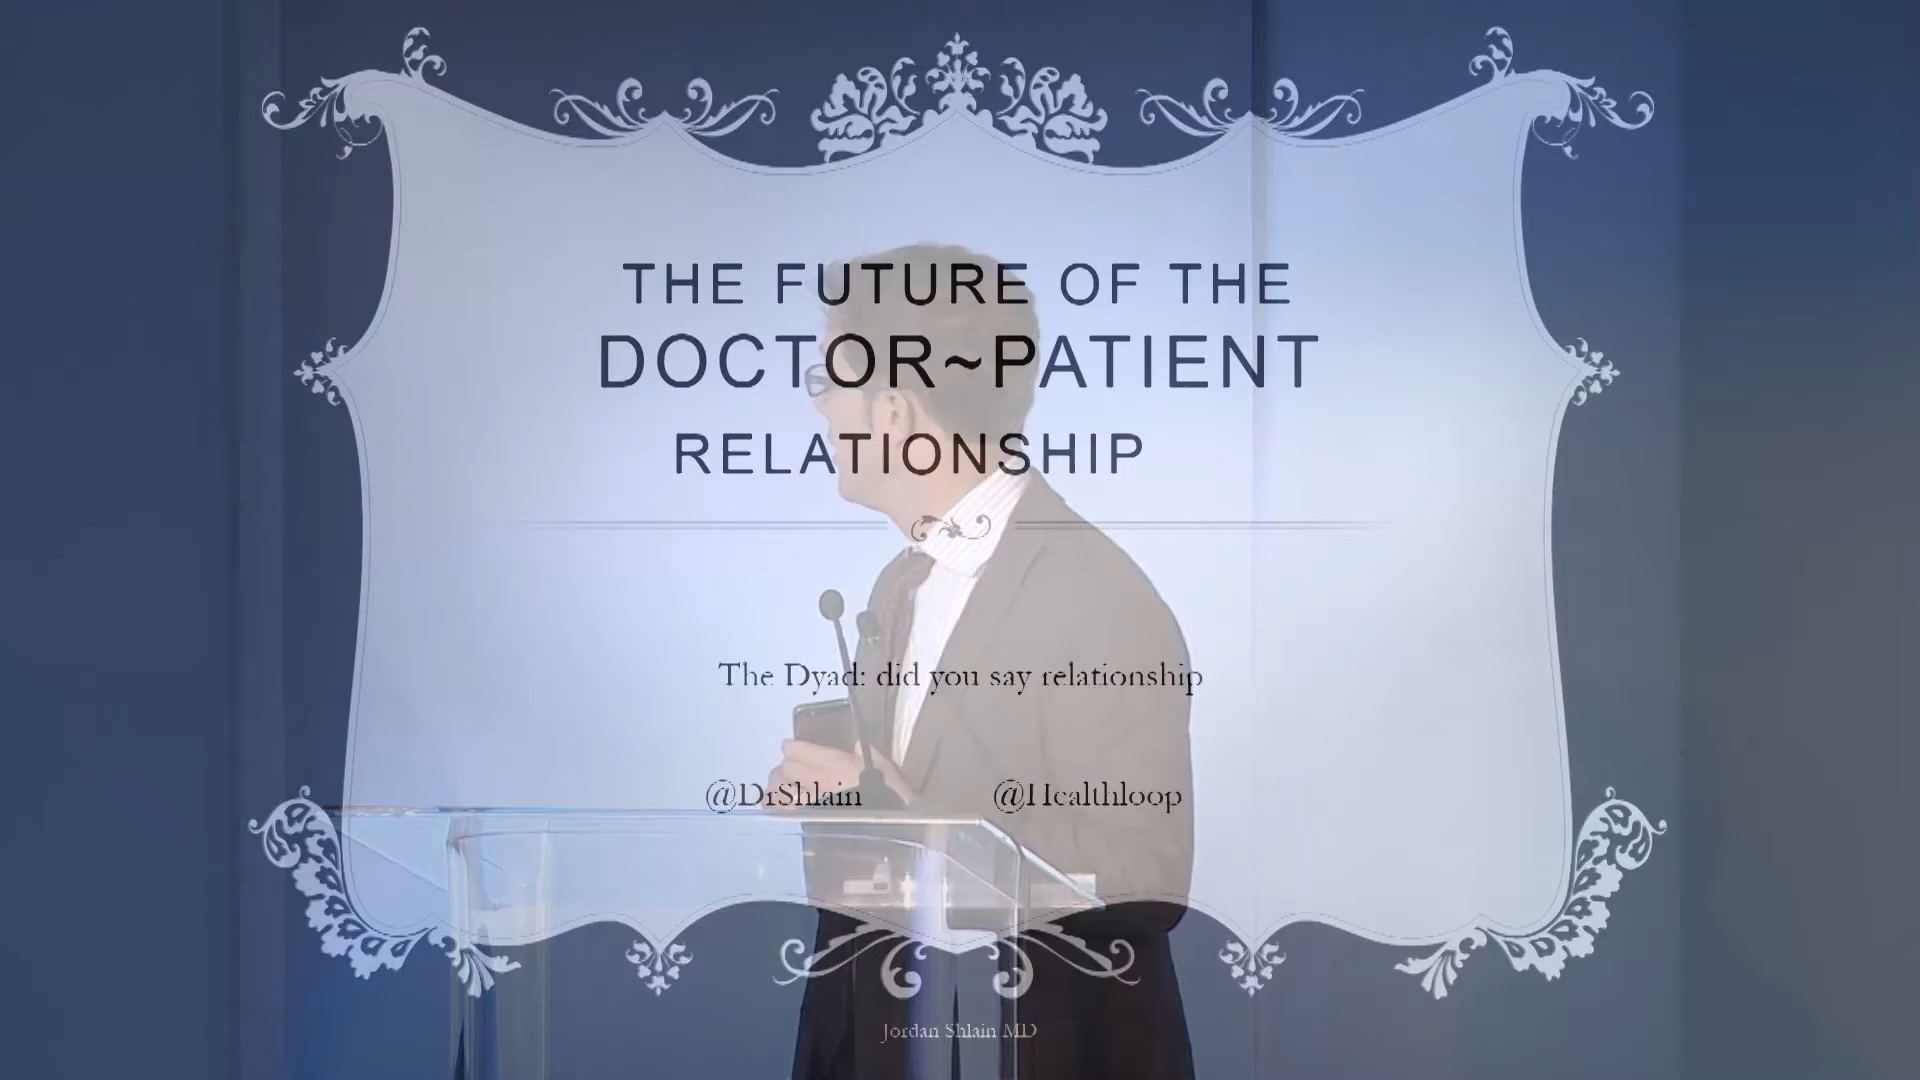 THE FUTURE OF THE
DOCTOR~PATIENT
RELATIONSHIP
The Dyad: did you say relationship
@DrShlain @Healthloop
Jordan Shlain MD